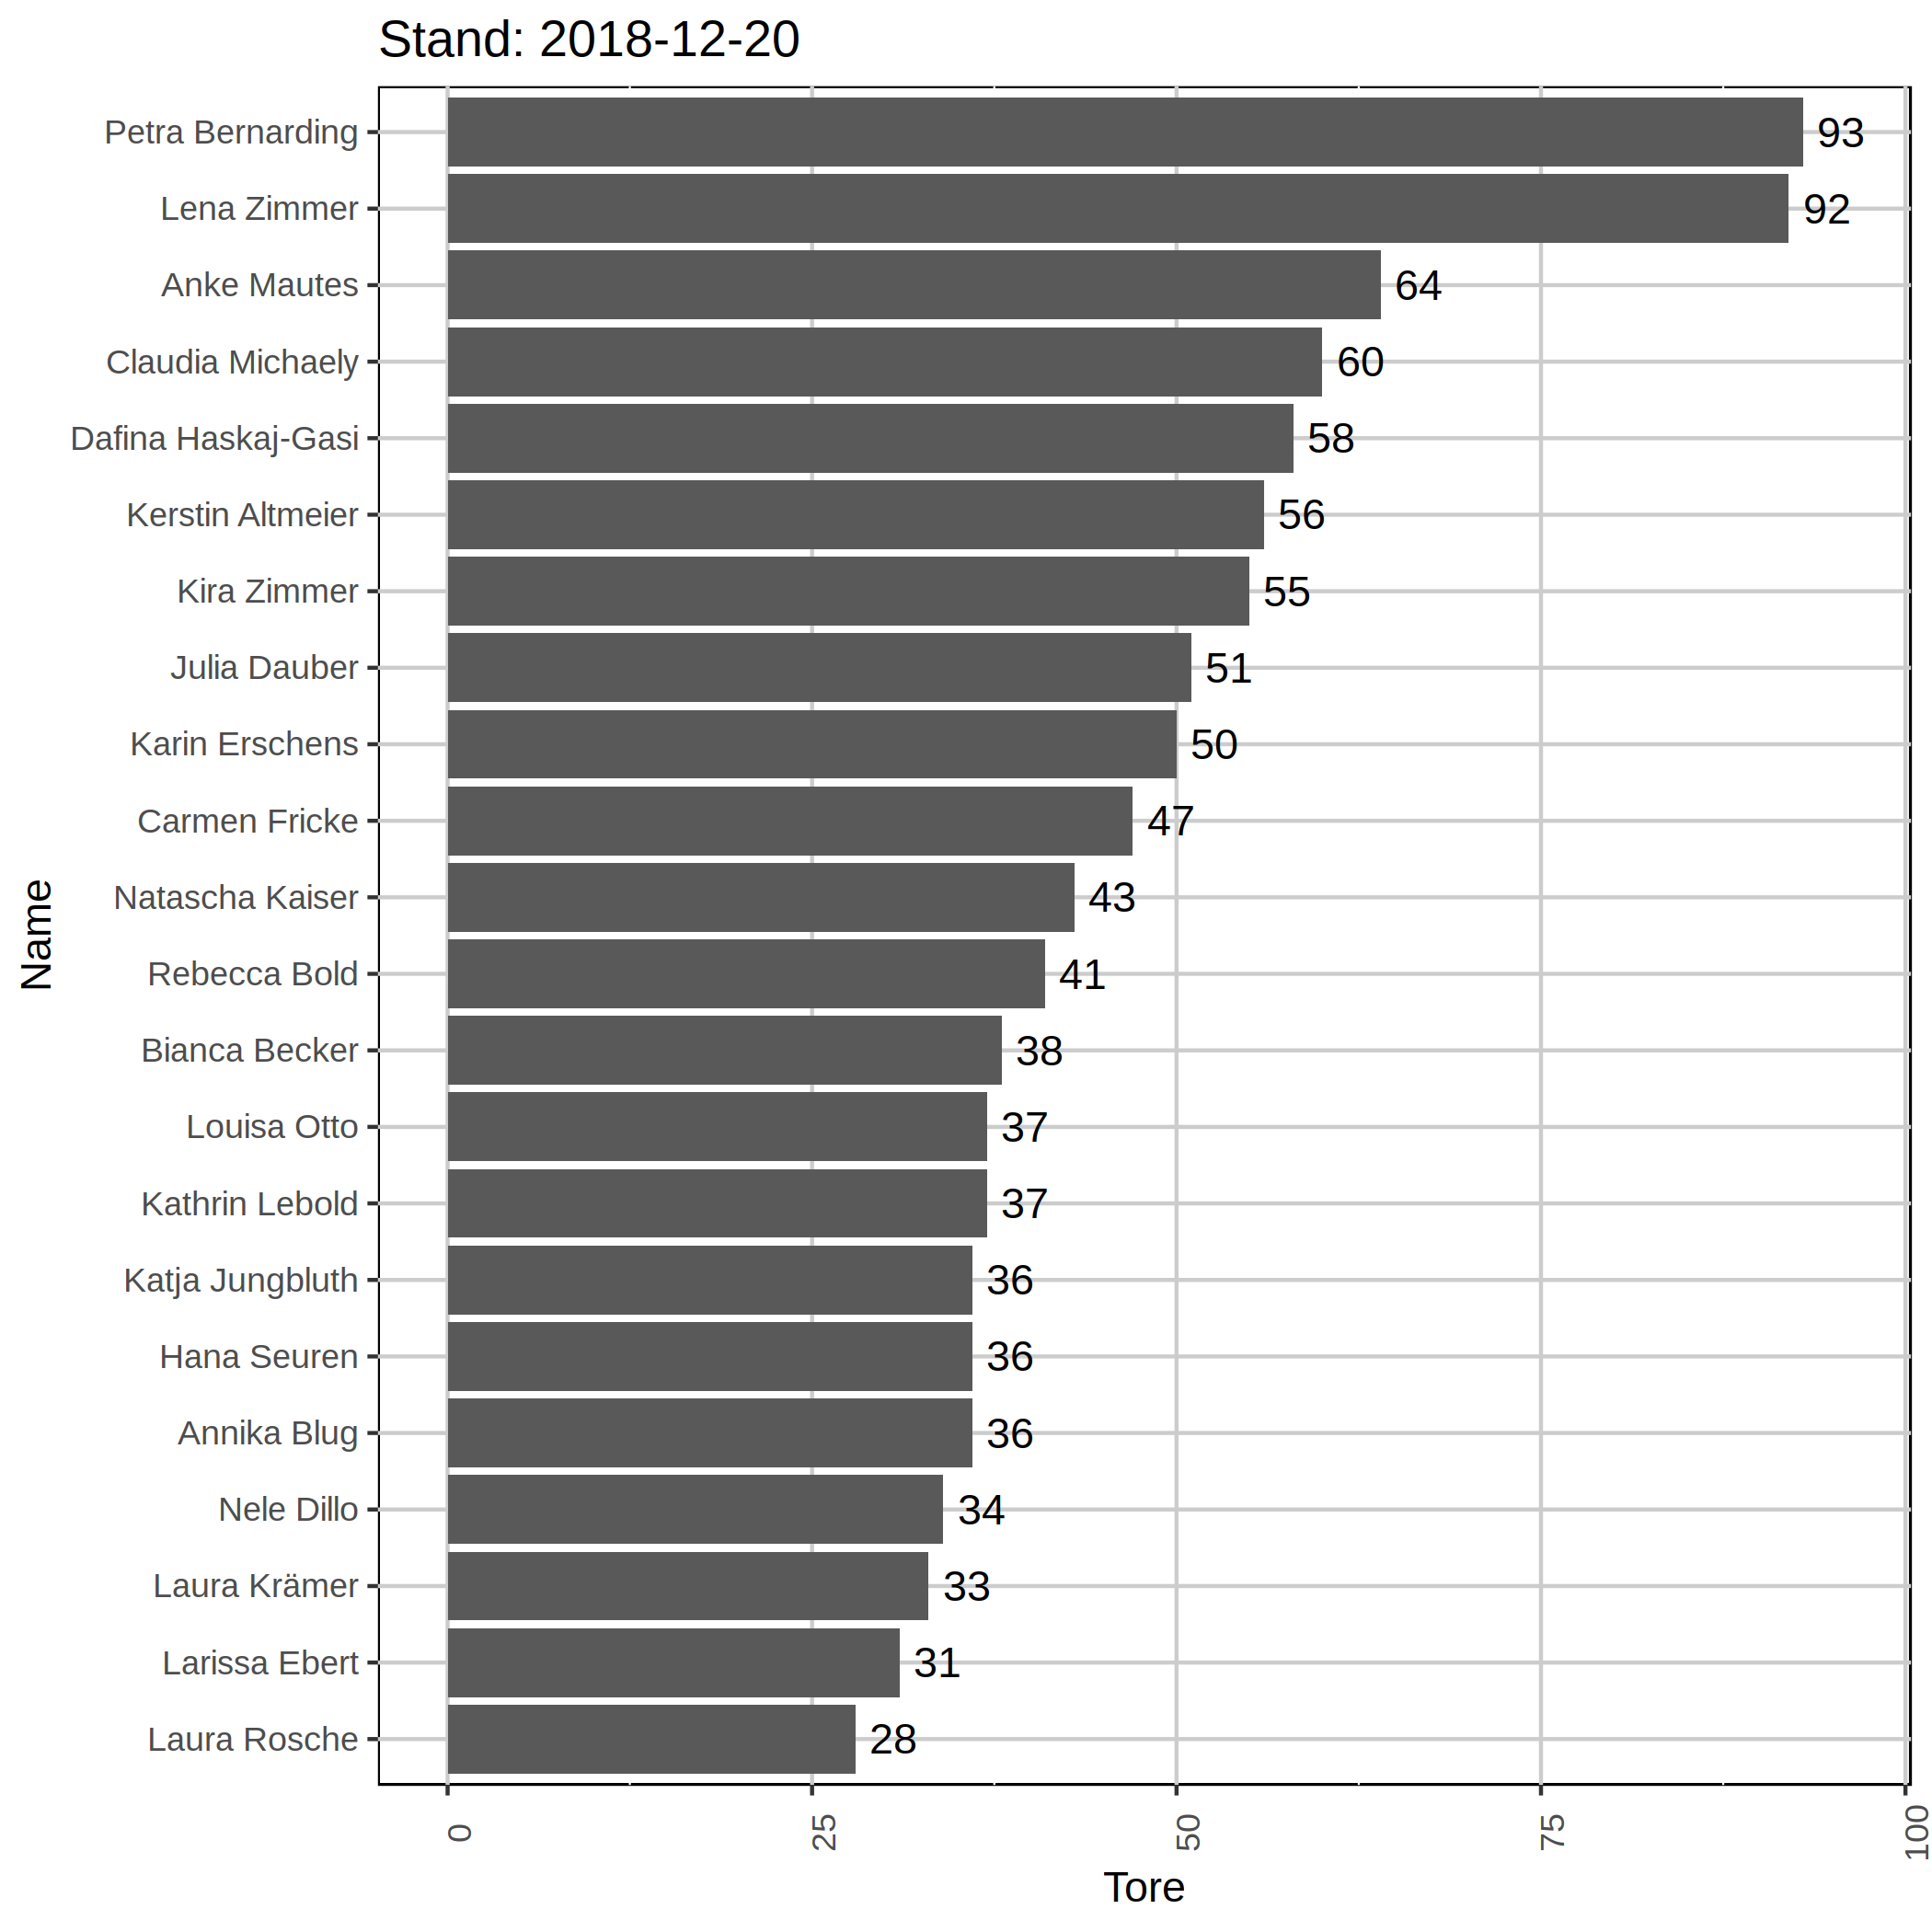 Stand: 2018-12-20
Petra Bernarding 93
Lena Zimmer 92
Anke Mautes 64
Claudia Michaely 60
Dafina Haskaj-Gasi 58
Kerstin Altmeier 56
Kira Zimmer 55
Julia Dauber 51
Karin Erschens 50
Carmen Fricke 47
Natascha Kaiser 43
Rebecca Bold 41
Bianca Becker 38
Louisa Otto 37
Kathrin Lebold 37
Katja Jungbluth 36
Hana Seuren 36
Annika Blug 36
Nele Dillo 34
Laura Krämer 33
Larissa Ebert 31
Laura Rosche 28
Name
0 25 50 75 100
Tore